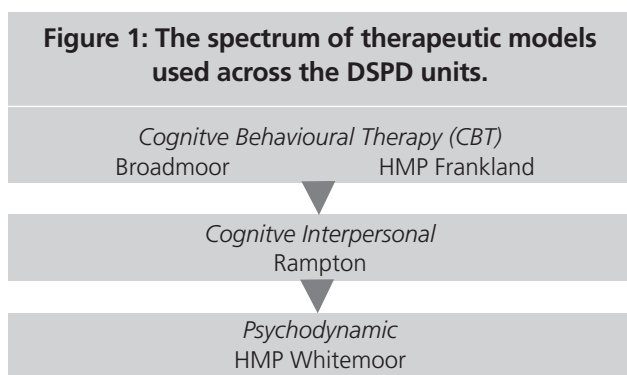 Figure 1: The spectrum of therapeutic models
used across the DSPD units.
Cognitve Behavioural Therapy (CBT)
Broadmoor HMP Frankland
Cognitve Interpersonal
Rampton
Psychodynamic
HMP Whitemoor